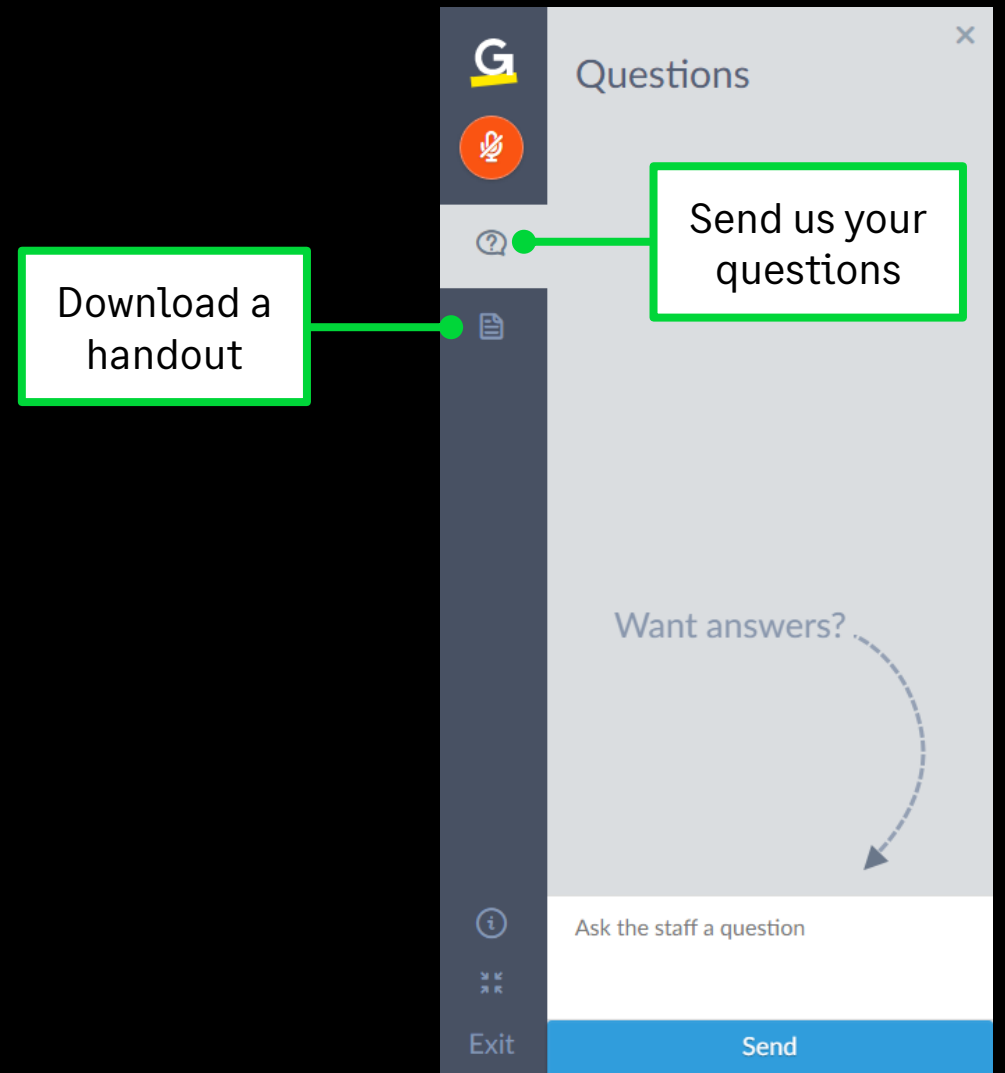 G
Questions
Send us your
questions
Download a
handout
Want answers?
Ask the staff a question
Exit
Send